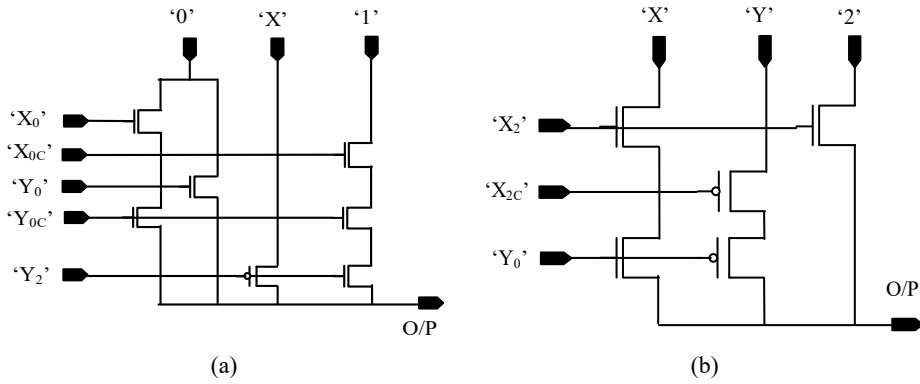 ‘0’ ‘X’ ‘1’
‘X₀’
‘X₀C’
‘Y₀’
‘Y₀C’
‘Y₂’
O/P
(a)
‘X’ ‘Y’ ‘2’
‘X₂’
‘X₂C’
‘Y₀’
O/P
(b)